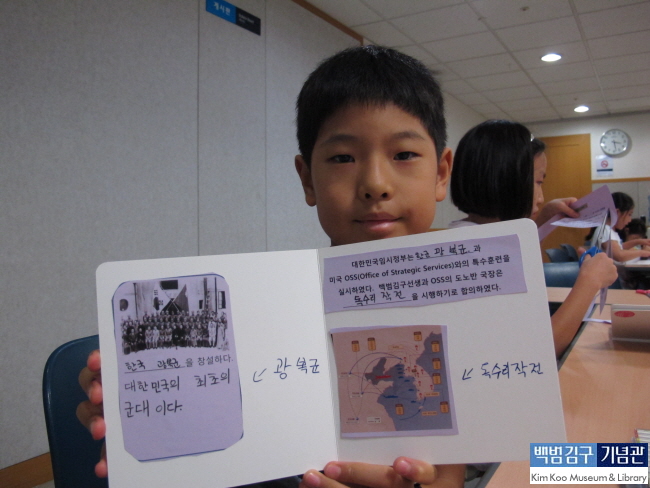 게시판
대한민국임시정부는 한국 광복군 과
미국 OSS(Office of Strategic Services)와의 특수훈련을
실시하였다. 백범김구선생과 OSS의 도노반 국장은
독수리 작전 을 시행하기로 합의하였다.
한국 광복군 을 창설하다.
대한민국의 최초의
군대 이다.
↙ 광복군
↙ 독수리작전
백범김구 기념관
Kim Koo Museum & Library